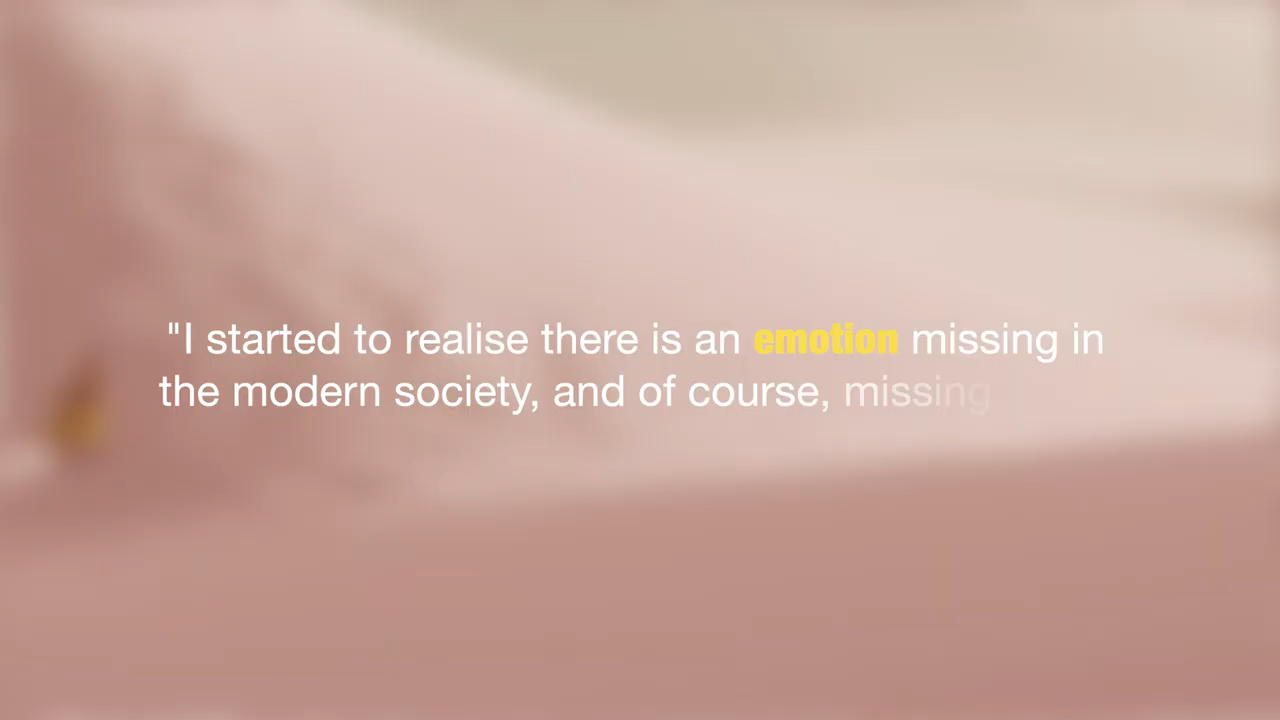 "I started to realise there is an emotion missing in
the modern society, and of course, missing